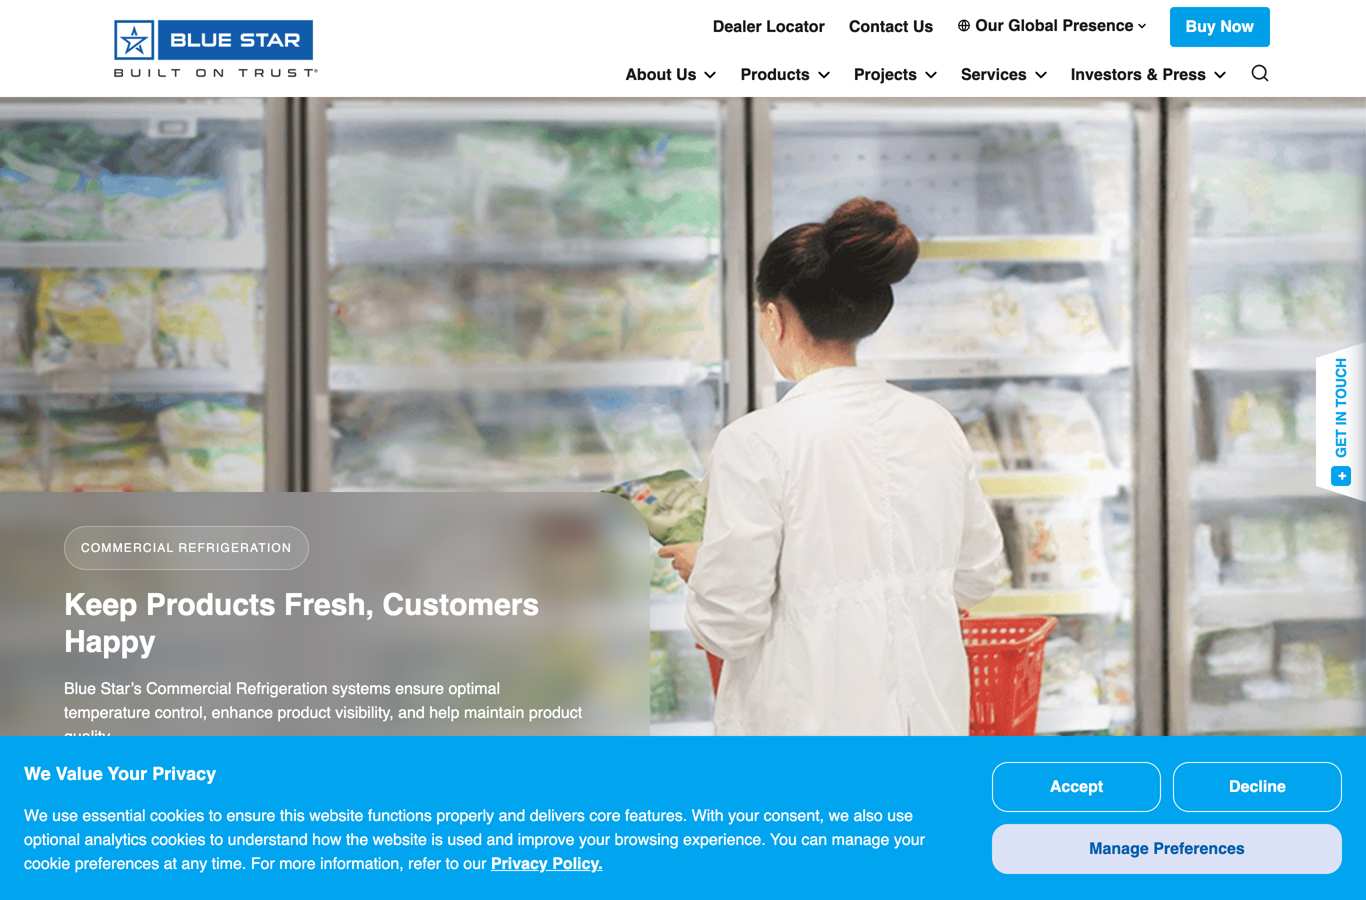 BLUE STAR
BUILT ON TRUST
Dealer Locator
Contact Us
Our Global Presence
Buy Now
About Us
Products
Projects
Services
Investors & Press
GET IN TOUCH
COMMERCIAL REFRIGERATION
Keep Products Fresh, Customers
Happy
Blue Star’s Commercial Refrigeration systems ensure optimal
temperature control, enhance product visibility, and help maintain product
quality.
We Value Your Privacy
We use essential cookies to ensure this website functions properly and delivers core features. With your consent, we also use
optional analytics cookies to understand how the website is used and improve your browsing experience. You can manage your
cookie preferences at any time. For more information, refer to our Privacy Policy.
Accept
Decline
Manage Preferences